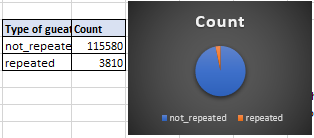 Type of gueat Count
not_repeate 115580
repeated 3810
Count
not_repeated repeated